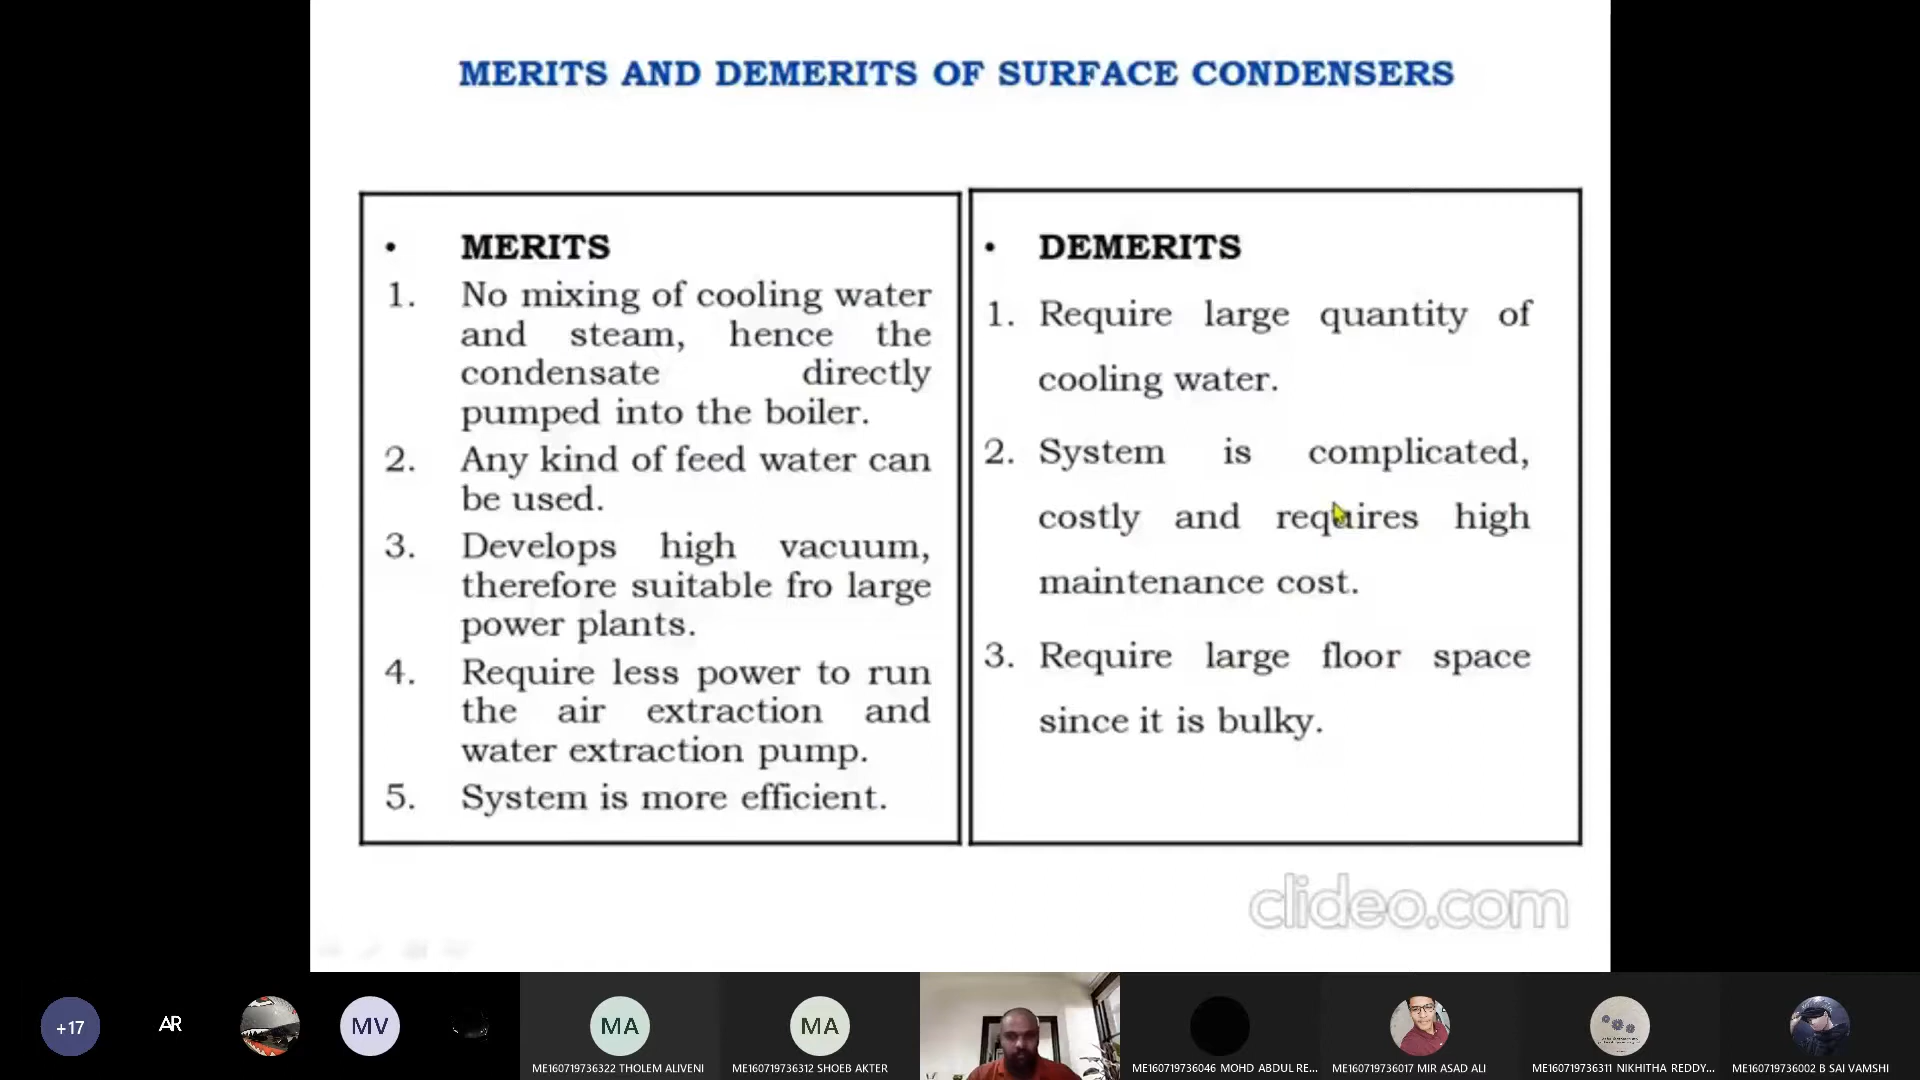 MERITS AND DEMERITS OF SURFACE CONDENSERS
• MERITS
1. No mixing of cooling water
and steam, hence the
condensate directly
pumped into the boiler.
2. Any kind of feed water can
be used.
3. Develops high vacuum,
therefore suitable fro large
power plants.
4. Require less power to run
the air extraction and
water extraction pump.
5. System is more efficient.
• DEMERITS
1. Require large quantity of
cooling water.
2. System is complicated,
costly and requires high
maintenance cost.
3. Require large floor space
since it is bulky.
clideo.com
+17
AR
MV
MA
ME160719736322 THOLEM ALIVENI
MA
ME160719736312 SHOEB AKTER
ME160719736046 MOHD ABDUL RE...
ME160719736017 MIR ASAD ALI
ME160719736311 NIKHITHA REDDY...
ME160719736002 B SAI VAMSHI